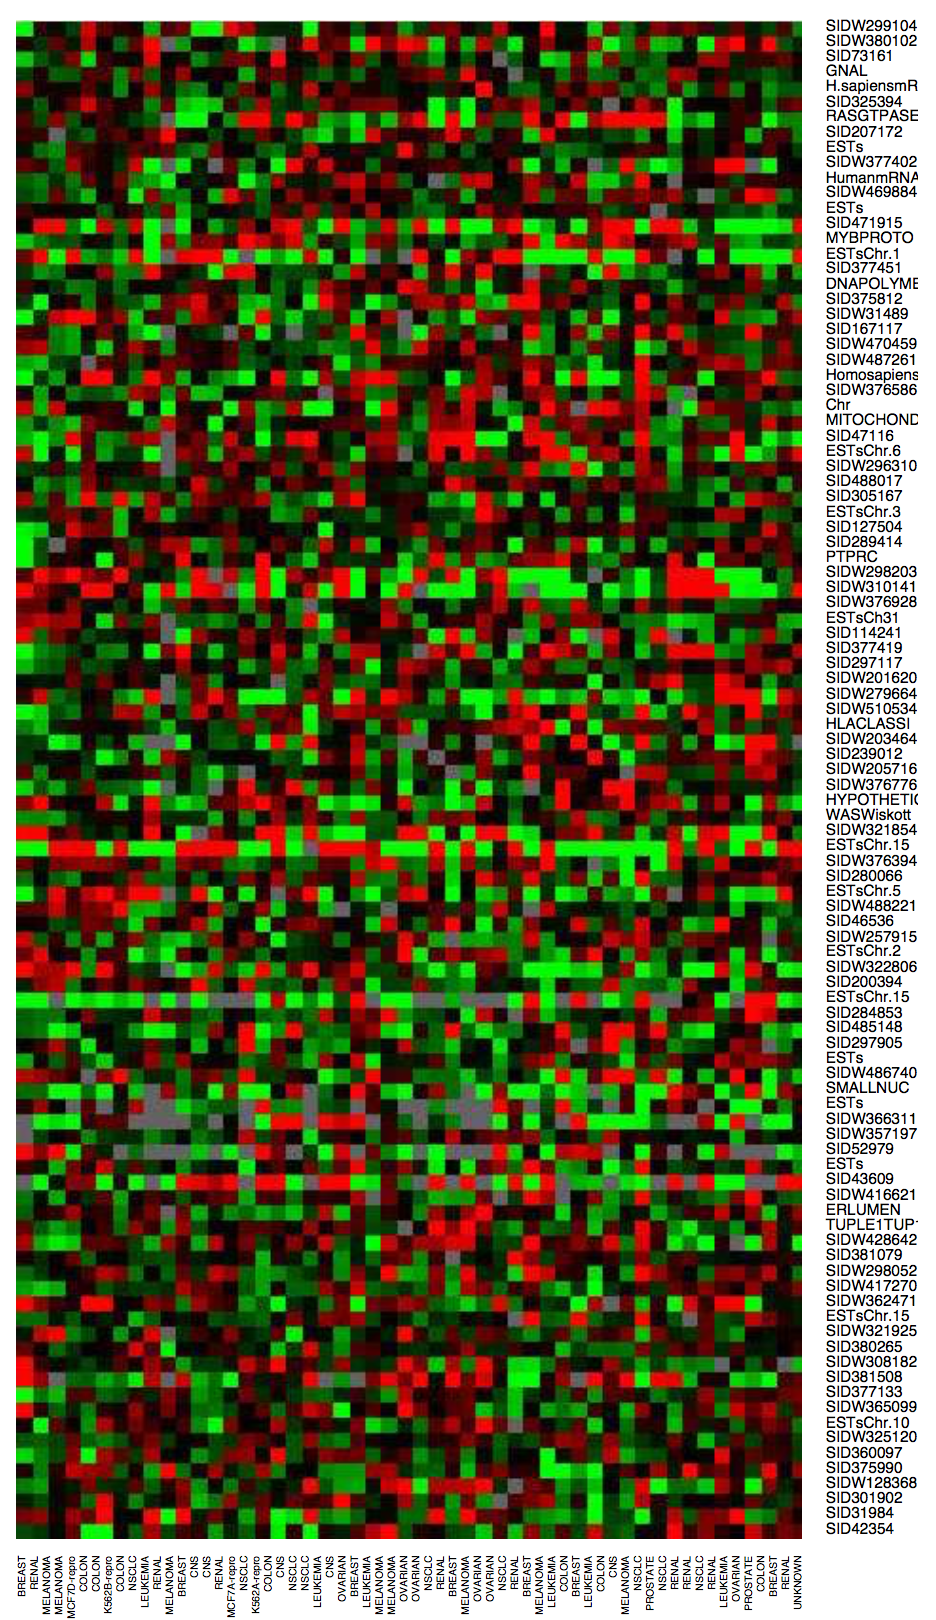 SIDW299104
SIDW380102
SID73161
GNAL
H.sapiensmR
SID325394
RASGTPASE
SID207172
ESTs
SIDW377402
HumanmRNA
SIDW469884
ESTs
SID471915
MYBPROTO
ESTsChr.1
SID377451
DNAPOLYME
SID375812
SIDW31489
SID167117
SIDW470459
SIDW487261
Homosapiens
SIDW376586
Chr
MITOCHOND
SID47116
ESTsChr.6
SIDW296310
SID488017
SID305167
ESTsChr.3
SID127504
SID289414
PTPRC
SIDW298203
SIDW310141
SIDW376928
ESTsCh31
SID114241
SID377419
SID297117
SIDW201620
SIDW279664
SIDW510534
HLACLASSI
SIDW203464
SID239012
SIDW205716
SIDW376776
HYPOTHETIC
WASWiskott
SIDW321854
ESTsChr.15
SIDW376394
SID280066
ESTsChr.5
SIDW488221
SID46536
SIDW257915
ESTsChr.2
SIDW322806
SID200394
ESTsChr.15
SID284853
SID485148
SID297905
ESTs
SIDW486740
SMALLNUC
ESTs
SIDW366311
SIDW357197
SID52979
ESTs
SID43609
SIDW416621
ERLUMEN
TUPLE1TUP1
SIDW428642
SID381079
SIDW298052
SIDW417270
SIDW362471
ESTsChr.15
SIDW321925
SID380265
SIDW308182
SID381508
SID377133
SIDW365099
ESTsChr.10
SIDW325120
SID360097
SID375990
SIDW128368
SID301902
SID31984
SID42354
BREAST
RENAL
MELANOMA
MELANOMA
MCF7D-repro
COLON
COLON
K562B-repro
COLON
NSCLC
LEUKEMIA
RENAL
MELANOMA
BREAST
CNS
CNS
RENAL
MCF7A-repro
NSCLC
K562A-repro
COLON
CNS
NSCLC
NSCLC
LEUKEMIA
CNS
OVARIAN
BREAST
LEUKEMIA
MELANOMA
MELANOMA
OVARIAN
OVARIAN
NSCLC
RENAL
BREAST
MELANOMA
OVARIAN
OVARIAN
NSCLC
RENAL
BREAST
MELANOMA
LEUKEMIA
COLON
BREAST
LEUKEMIA
COLON
CNS
MELANOMA
NSCLC
PROSTATE
NSCLC
RENAL
RENAL
NSCLC
RENAL
LEUKEMIA
OVARIAN
PROSTATE
COLON
BREAST
RENAL
UNKNOWN